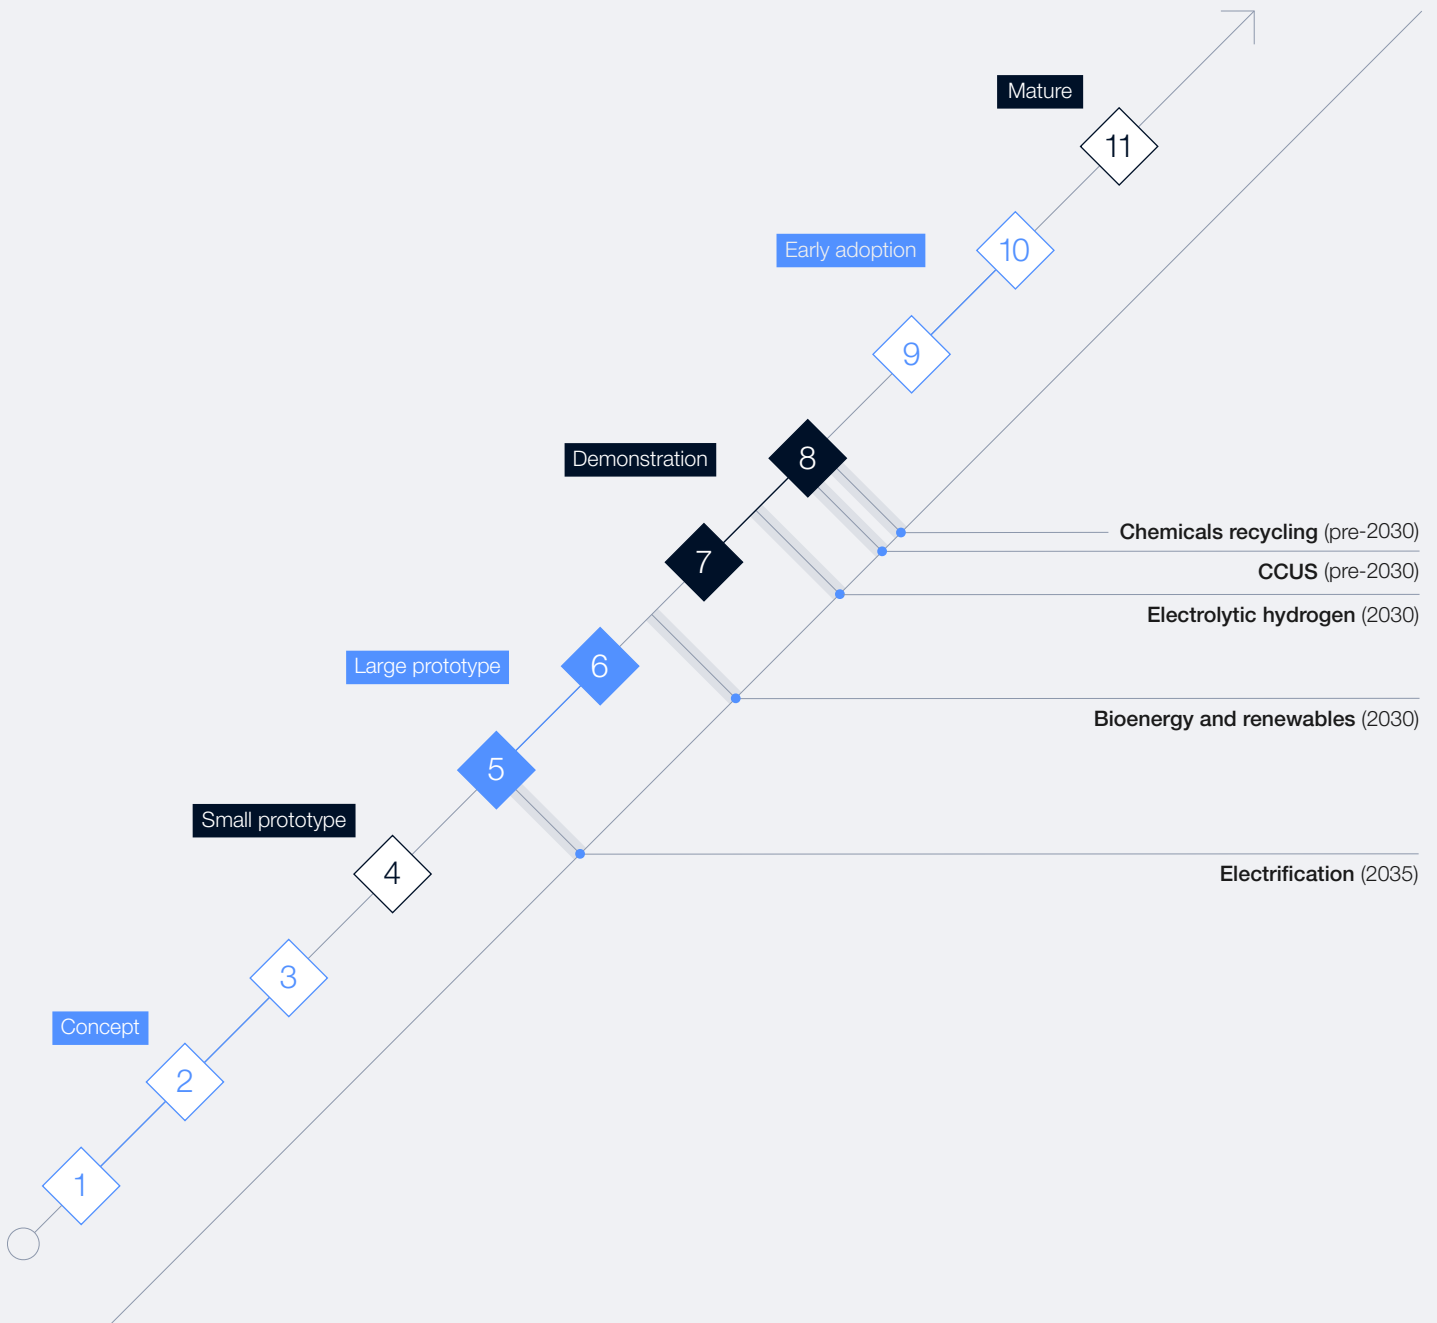 Mature
11
Early adoption
10
9
Demonstration
8
Chemicals recycling (pre-2030)
7
CCUS (pre-2030)
Electrolytic hydrogen (2030)
Large prototype
6
Bioenergy and renewables (2030)
5
Small prototype
4
Electrification (2035)
3
Concept
2
1